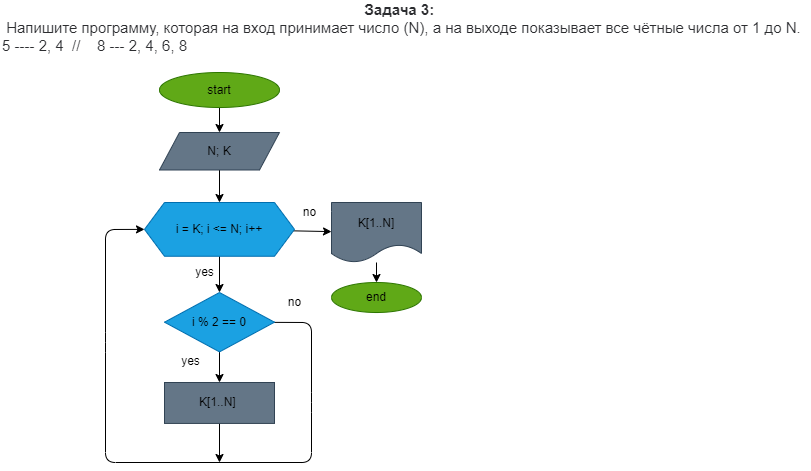 Задача 3:
Напишите программу, которая на вход принимает число (N), а на выходе показывает все чётные числа от 1 до N.
5 ---- 2, 4 // 8 --- 2, 4, 6, 8
start
N; K
i = K; i <= N; i++
no
K[1..N]
end
yes
i % 2 == 0
no
yes
K[1..N]